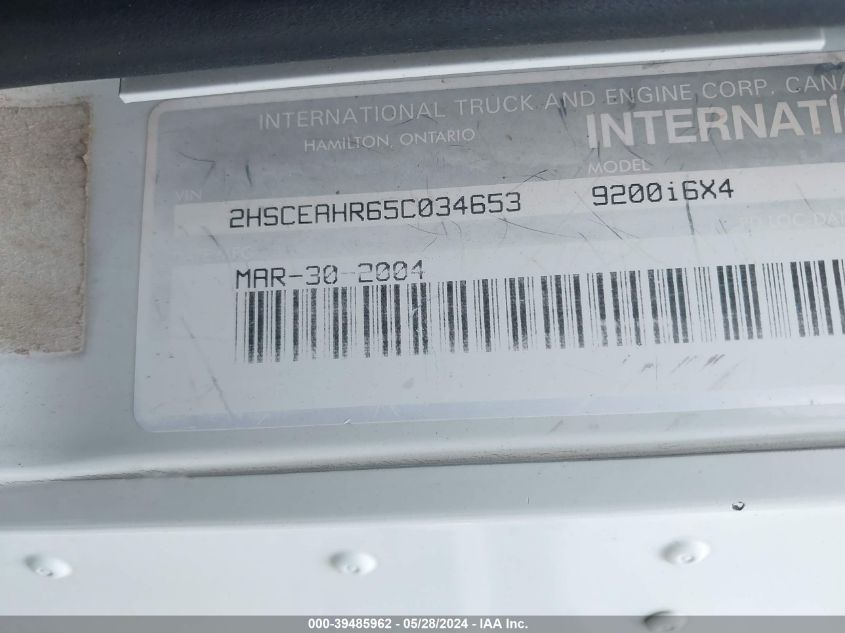 INTERNATIONAL TRUCK AND ENGINE CORP. CANA
HAMILTON, ONTARIO
INTERNATI
VIN
MODEL
2HSCEAHR65C034653
9200i6X4
MAR-30-2004
000-39485962 - 05/28/2024 - IAAI Inc.